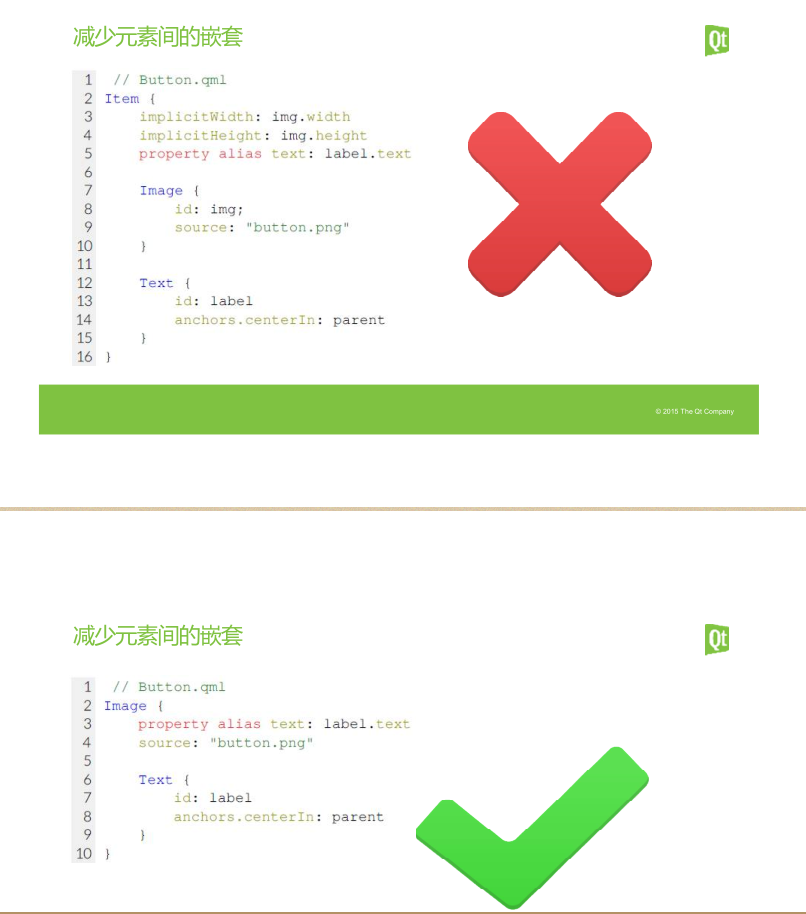 减少元素间的嵌套
Qt
1 // Button.qml
2 Item {
3 implicitWidth: img.width
4 implicitHeight: img.height
5 property alias text: label.text
6
7 Image {
8 id: img;
9 source: "button.png"
10 }
11
12 Text {
13 id: label
14 anchors.centerIn: parent
15 }
16 }
© 2015 The Qt Company
减少元素间的嵌套
Qt
1 // Button.qml
2 Image {
3 property alias text: label.text
4 source: "button.png"
5
6 Text {
7 id: label
8 anchors.centerIn: parent
9 }
10 }